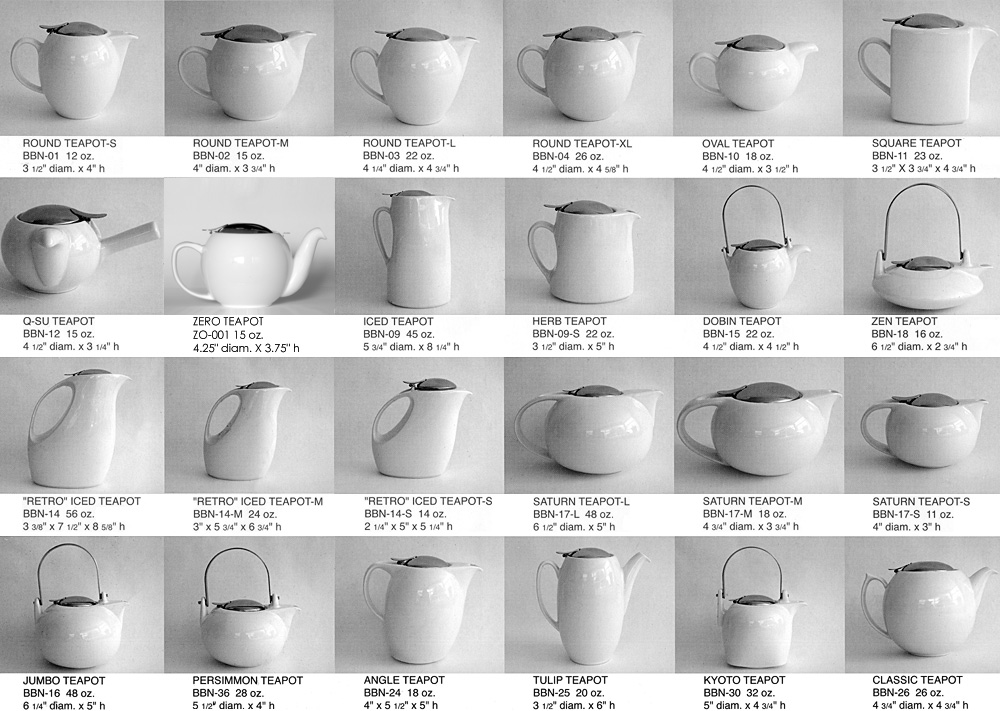 ROUND TEAPOT-S
BBN-01 12 oz.
3 1/2" diam. x 4" h
ROUND TEAPOT-M
BBN-02 15 oz.
4" diam. x 3 3/4" h
ROUND TEAPOT-L
BBN-03 22 oz.
4 1/4" diam. x 4 3/4" h
ROUND TEAPOT-XL
BBN-04 26 oz.
4 1/2" diam. x 4 5/8" h
OVAL TEAPOT
BBN-10 18 oz.
4 1/2" diam. x 3 1/2" h
SQUARE TEAPOT
BBN-11 23 oz.
3 1/2" X 3 3/4" x 4 3/4" h
Q-SU TEAPOT
BBN-12 15 oz.
4 1/2" diam. x 3 1/4" h
ZERO TEAPOT
ZO-001 15 oz.
4.25" diam. X 3.75" h
ICED TEAPOT
BBN-09 45 oz.
5 3/4" diam. x 8 1/4" h
HERB TEAPOT
BBN-09-S 22 oz.
3 1/2" diam. x 5" h
DOBIN TEAPOT
BBN-15 22 oz.
4 1/2" diam. x 4 1/2" h
ZEN TEAPOT
BBN-18 16 oz.
6 1/2" diam. x 2 3/4" h
"RETRO" ICED TEAPOT
BBN-14 56 oz.
3 3/8" x 7 1/2" x 8 5/8" h
"RETRO" ICED TEAPOT-M
BBN-14-M 24 oz.
3" x 5 3/4" x 6 3/4" h
"RETRO" ICED TEAPOT-S
BBN-14-S 14 oz.
2 1/4" x 5" x 5 1/4" h
SATURN TEAPOT-L
BBN-17-L 48 oz.
6 1/2" diam. x 5" h
SATURN TEAPOT-M
BBN-17-M 18 oz.
4 3/4" diam. x 3 3/4" h
SATURN TEAPOT-S
BBN-17-S 11 oz.
4" diam. x 3" h
JUMBO TEAPOT
BBN-16 48 oz.
6 1/4" diam. x 5" h
PERSIMMON TEAPOT
BBN-36 28 oz.
5 1/2" diam. x 4" h
ANGLE TEAPOT
BBN-24 18 oz.
4" x 5 1/2" x 5" h
TULIP TEAPOT
BBN-25 20 oz.
3 1/2" diam. x 6" h
KYOTO TEAPOT
BBN-30 32 oz.
5" diam. x 4 3/4" h
CLASSIC TEAPOT
BBN-26 26 oz.
4 3/4" diam. x 4 3/4" h